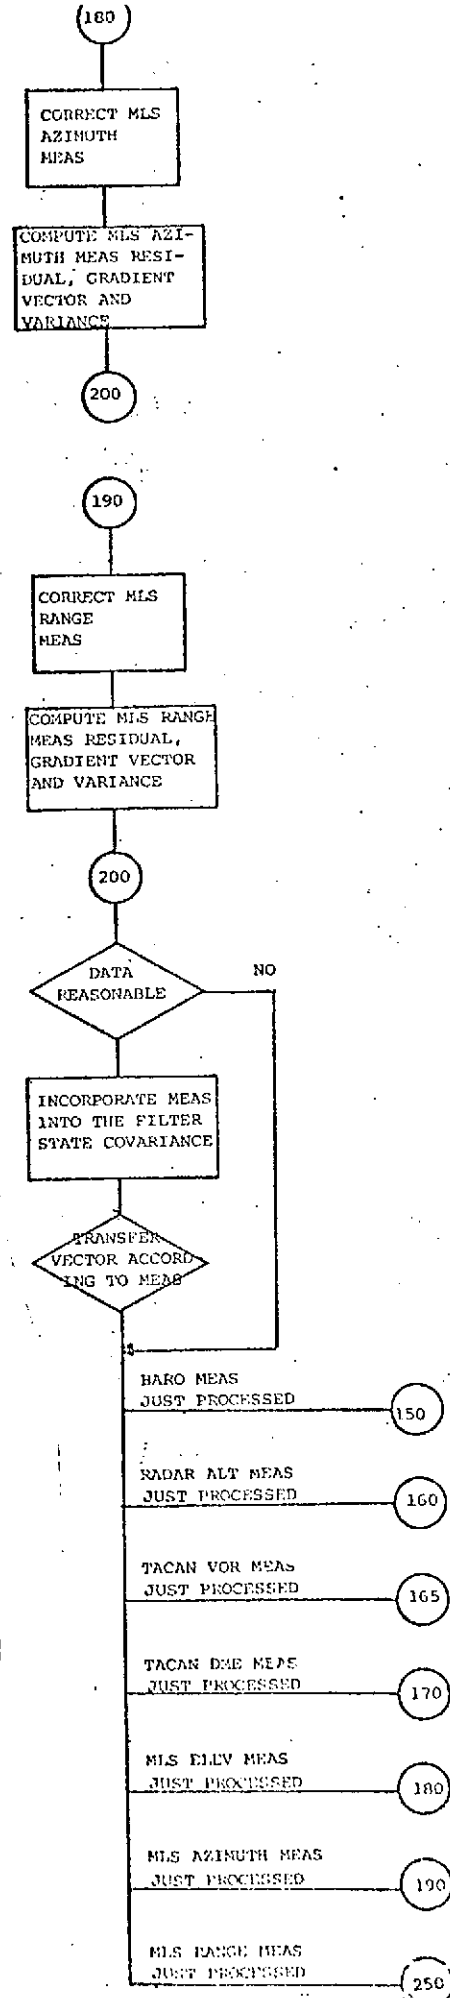 180
CORRECT MLS
AZIMUTH
MEAS
COMPUTE MLS AZI-
MUTH MEAS RESI-
DUAL, GRADIENT
VECTOR AND
VARIANCE
200
190
CORRECT MLS
RANGE
MEAS
COMPUTE MLS RANGE
MEAS RESIDUAL,
GRADIENT VECTOR
AND VARIANCE
200
DATA
REASONABLE
NO
INCORPORATE MEAS
INTO THE FILTER
STATE COVARIANCE
TRANSFER
VECTOR ACCORD
ING TO MEAS
BARO MEAS
JUST PROCESSED
150
RADAR ALT MEAS
JUST PROCESSED
160
TACAN VOR MEAS
JUST PROCESSED
165
TACAN DME MEAS
JUST PROCESSED
170
MLS ELEV MEAS
JUST PROCESSED
180
MLS AZIMUTH MEAS
JUST PROCESSED
190
MLS RANGE MEAS
JUST PROCESSED
250